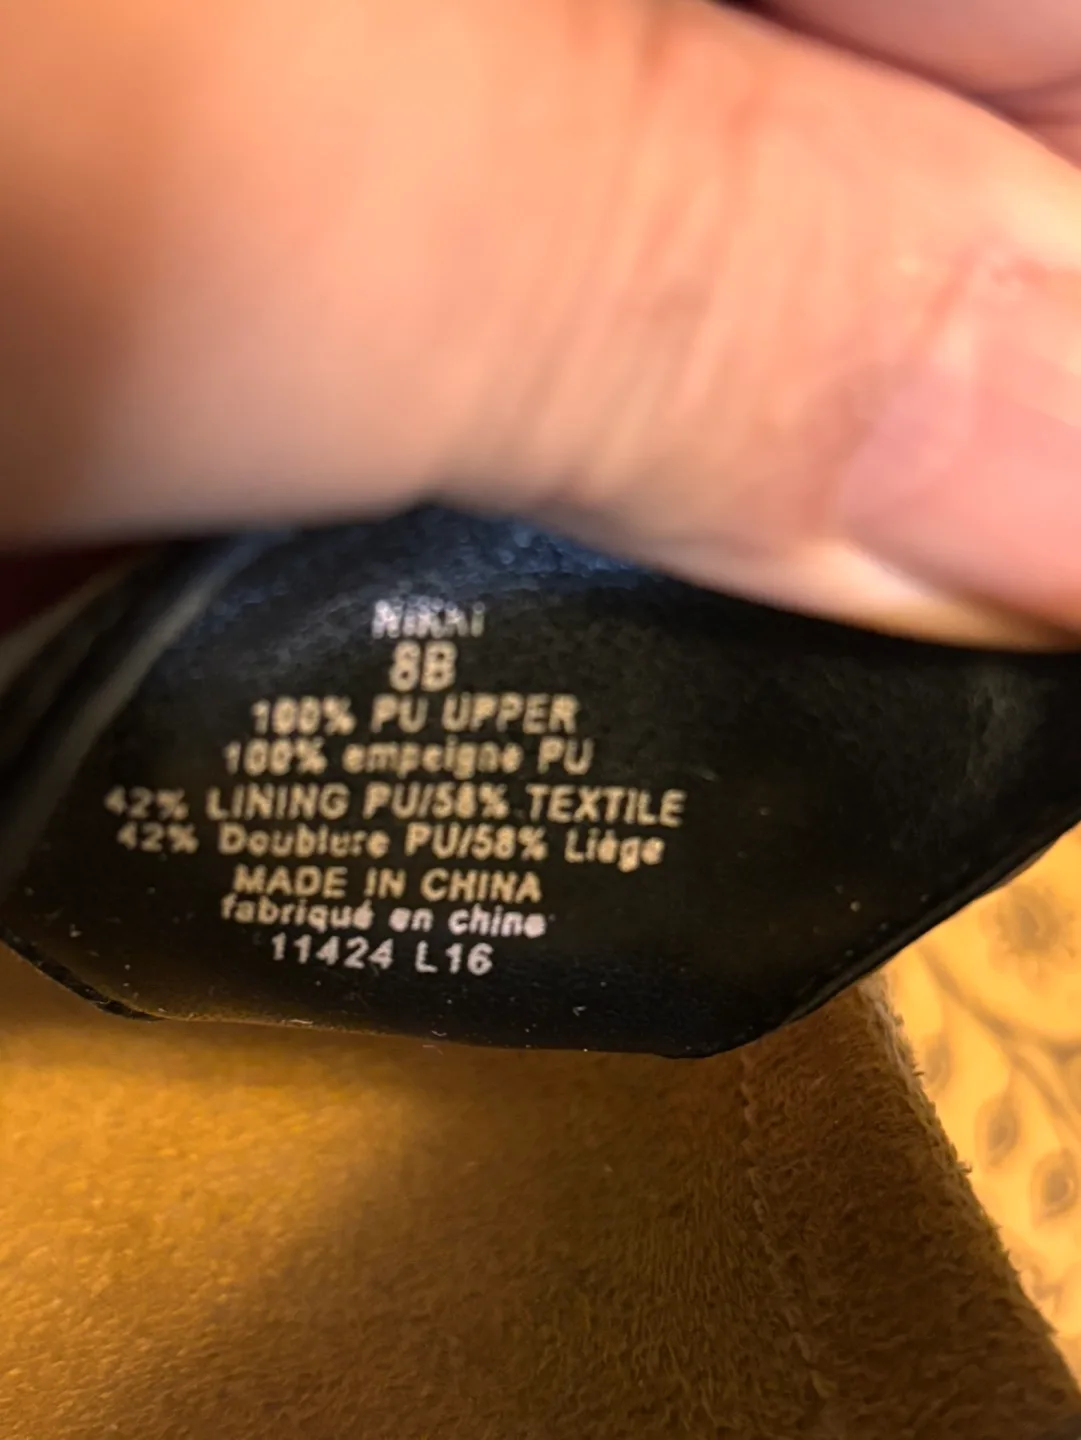 8B
100% PU UPPER
100% empeigne PU
42% LINING PU/58% TEXTILE
42% Doublure PU/58% Liège
MADE IN CHINA
fabriqué en chine
11424 L16